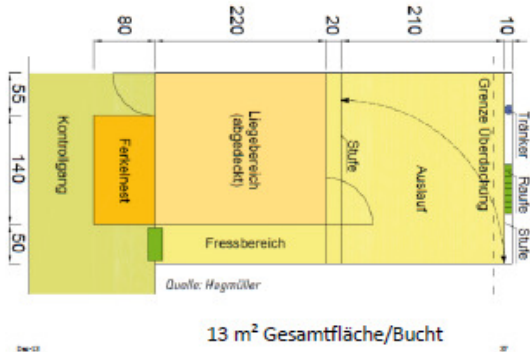 80
220
20
210
10
55
140
50
Kontrollgang
Ferkelnest
Liegebereich
(abgedeckt)
Stufe
Auslauf
Grenze Überdachung
Tränker
Raufe
Stufe
Fressbereich
Quelle: Hagmüller
13 m² Gesamtfläche/Bucht